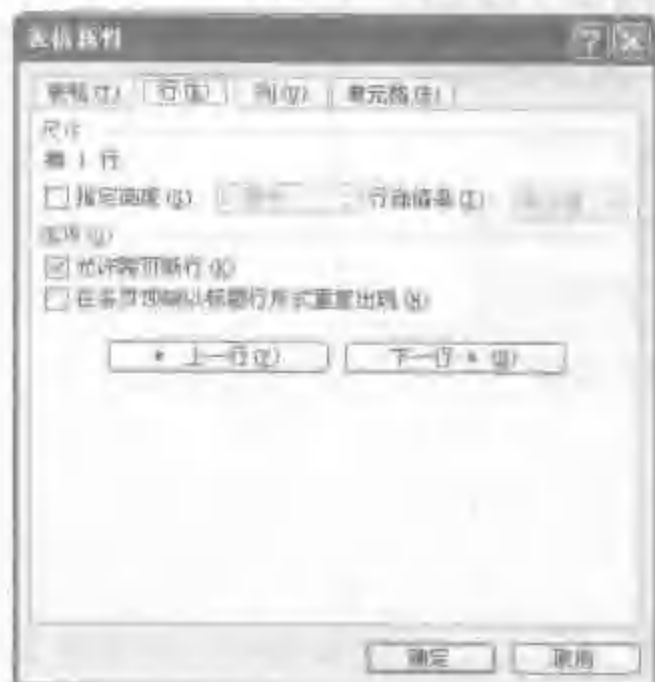 表格属性
表格(T) 行(R) 列(U) 单元格(E)
尺寸
第 1 行
指定高度(S) 行高值是(I)
选项(O)
允许跨页断行(K)
在各页顶端以标题行形式重复出现(H)
上一行(P) 下一行(N)
确定 取消